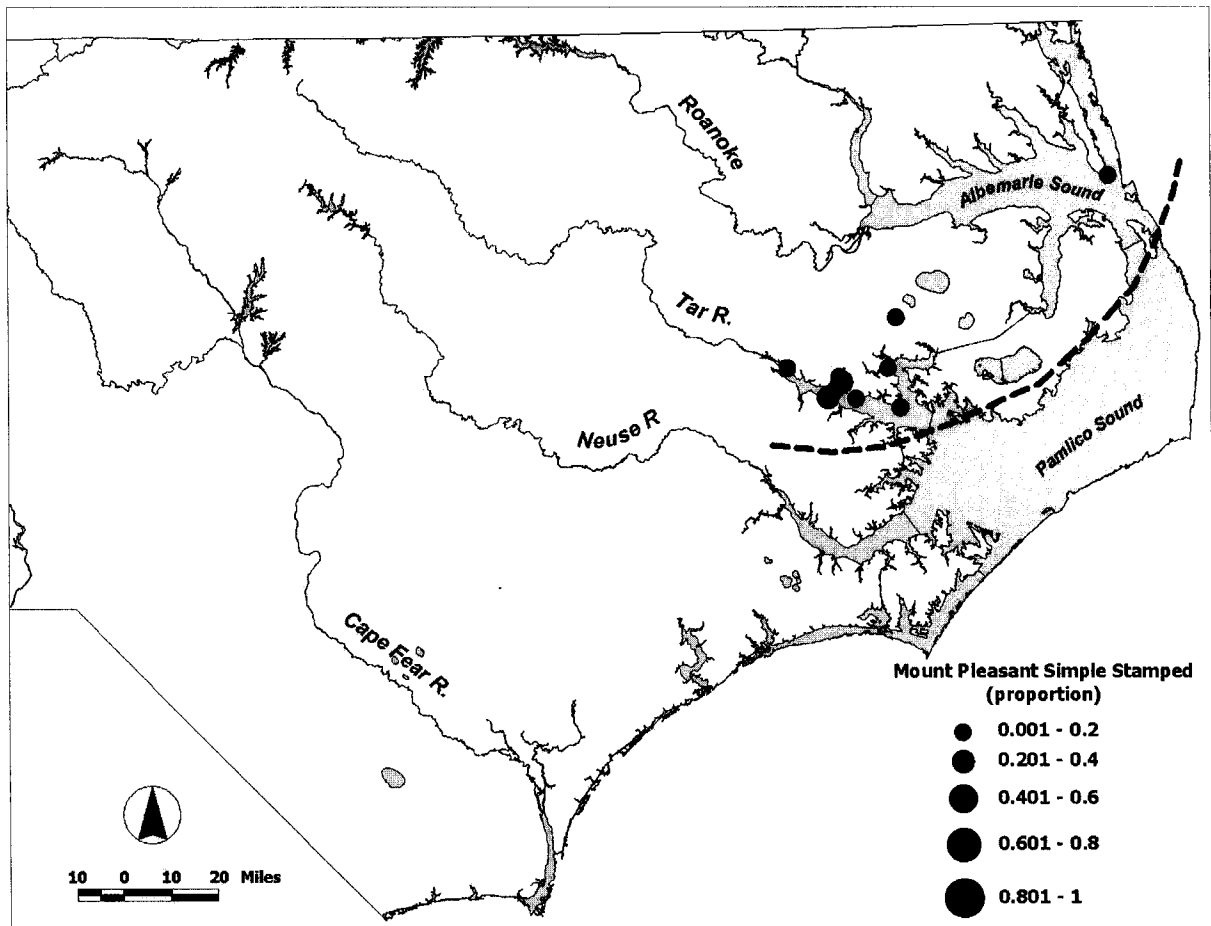 Roanoke
Albemarle Sound
Tar R.
Neuse R
Pamlico Sound
Cape Fear R.
Mount Pleasant Simple Stamped
(proportion)
0.001 - 0.2
0.201 - 0.4
0.401 - 0.6
0.601 - 0.8
0.801 - 1
10 0 10 20 Miles